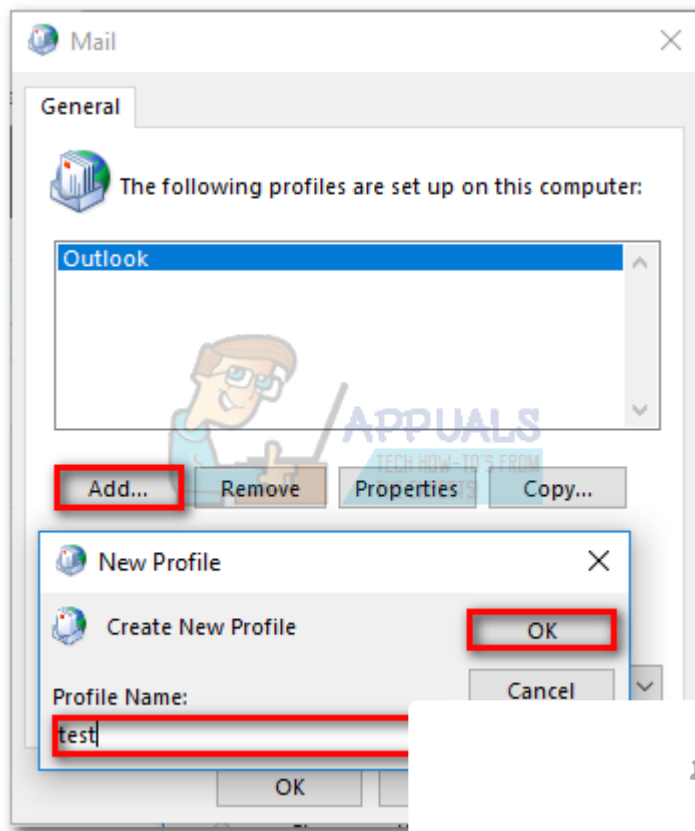 Mail
General
The following profiles are set up on this computer:
Outlook
APPUALS
TECH HOW-TO'S FROM
Add...
Remove
Properties
Copy...
New Profile
Create New Profile
OK
Cancel
Profile Name:
test
OK